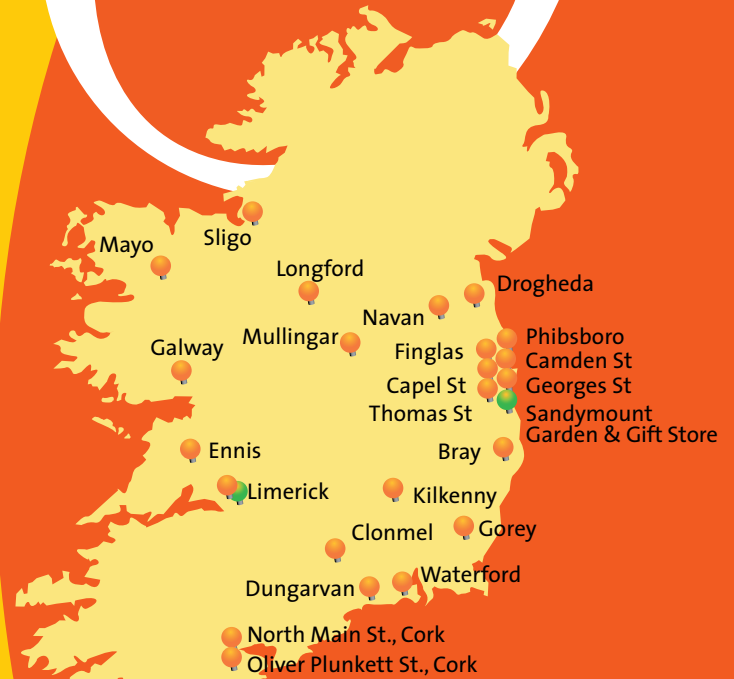 Sligo
Mayo
Longford
Drogheda
Navan
Mullingar
Phibsboro
Galway
Finglas
Camden St
Capel St
Georges St
Thomas St
Sandymount
Garden & Gift Store
Bray
Ennis
Limerick
Kilkenny
Gorey
Clonmel
Waterford
Dungarvan
North Main St., Cork
Oliver Plunkett St., Cork